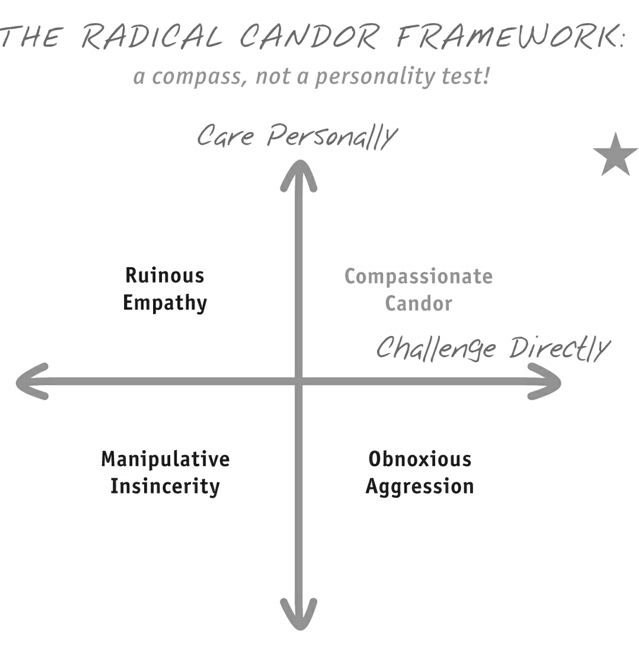 THE RADICAL CANDOR FRAMEWORK:
a compass, not a personality test!
Care Personally
Ruinous
Empathy
Compassionate
Candor
Challenge Directly
Manipulative
Insincerity
Obnoxious
Aggression